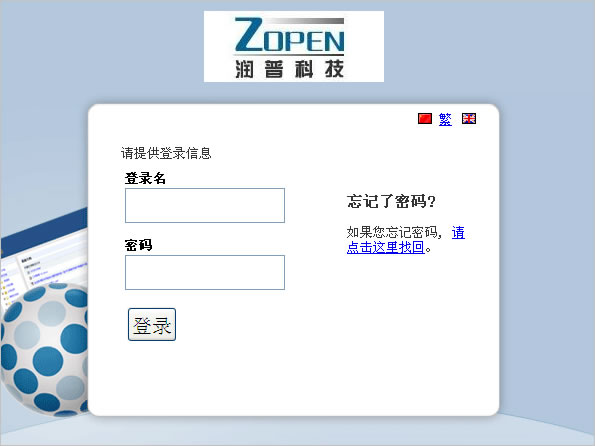 ZOPEN
润普科技
繁
请提供登录信息
登录名
密码
登录
忘记了密码?
如果您忘记密码, 请
点击这里找回。